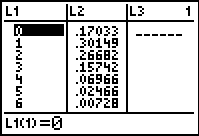 L1 L2 L3 1
0 .17033 ------
1 .30149
2 .26682
3 .15742
4 .06966
5 .02466
6 .00728
L1(1)=0